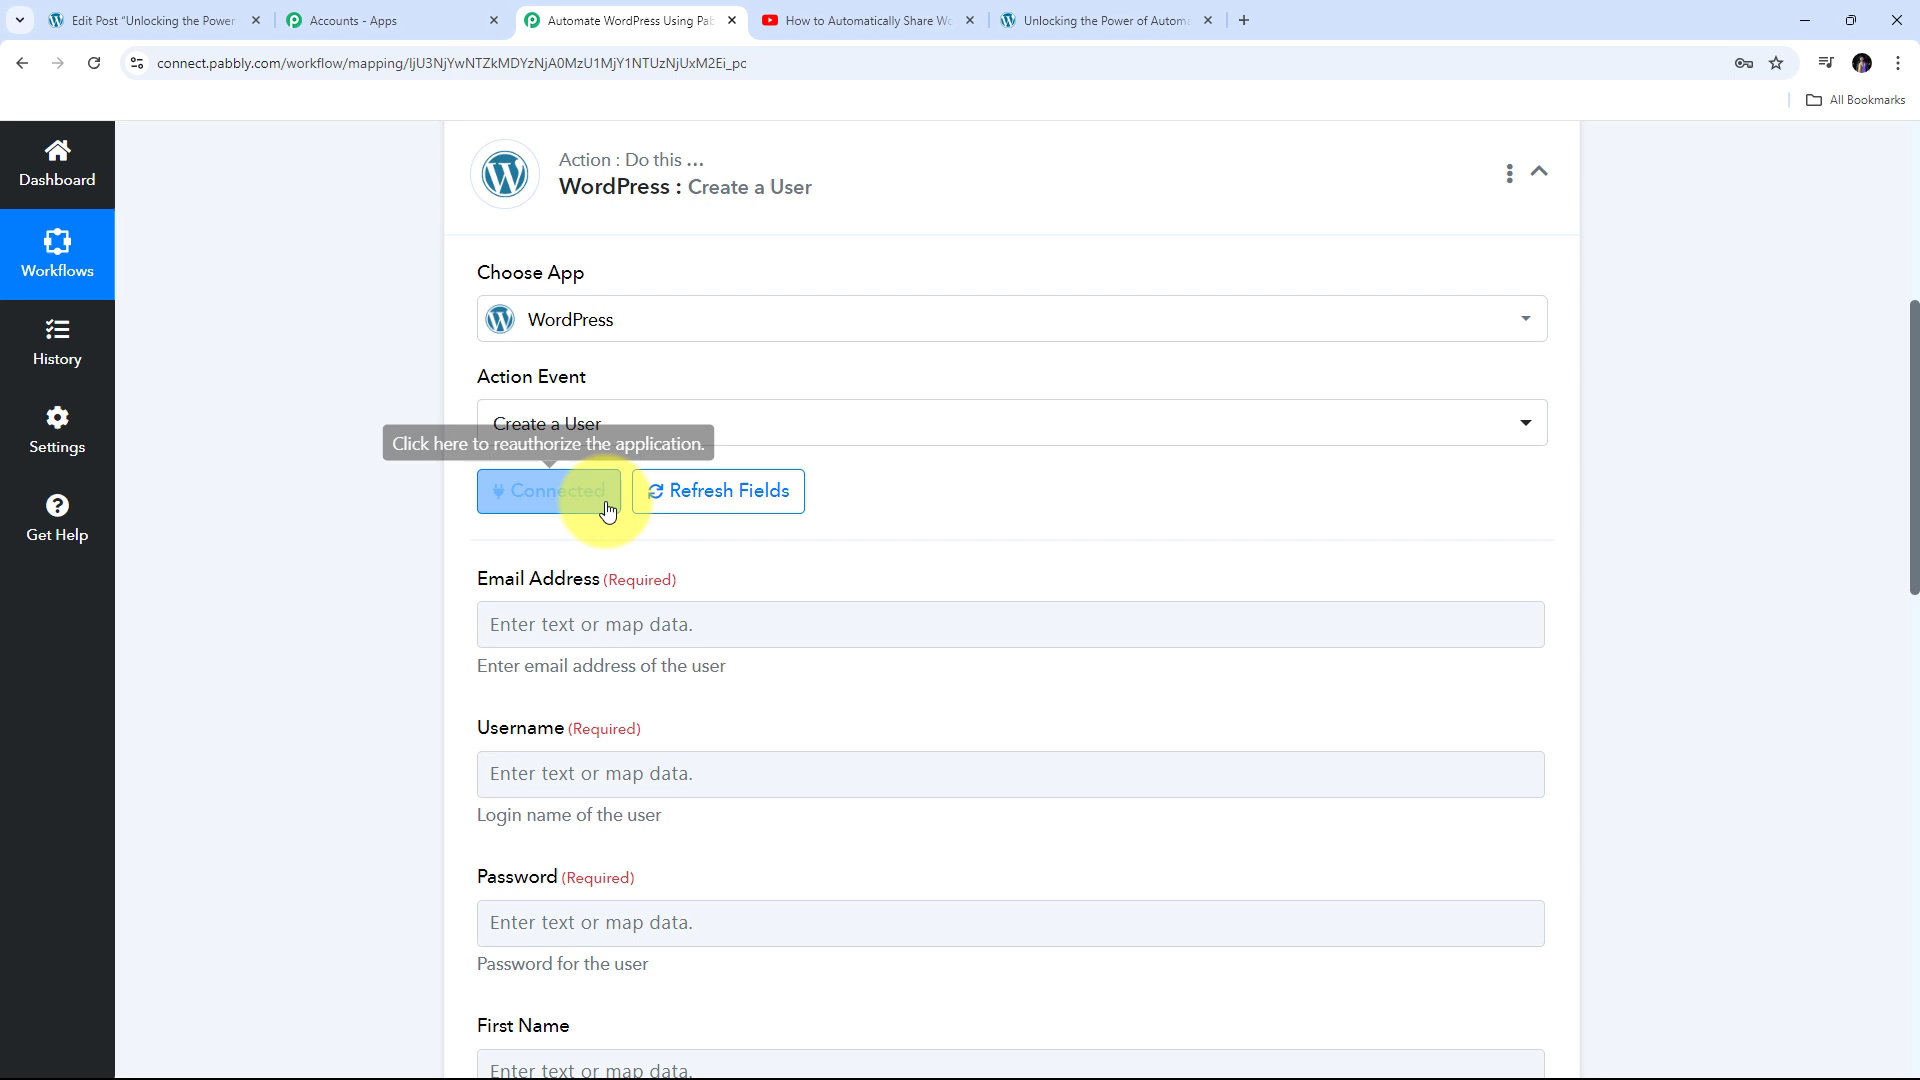 Edit Post "Unlocking the Power
Accounts - Apps
Automate WordPress Using Pab
How to Automatically Share Wo
Unlocking the Power of Automa
connect.pabbly.com/workflow/mapping/IjU3NjYwNTZkMDYzNjA0MzU1MjY1NTUzNjUxM2Ei_pc
All Bookmarks
Dashboard
Workflows
History
Settings
Get Help
Action : Do this ...
WordPress : Create a User
Choose App
WordPress
Action Event
Create a User
Click here to reauthorize the application.
Connected
Refresh Fields
Email Address (Required)
Enter text or map data.
Enter email address of the user
Username (Required)
Enter text or map data.
Login name of the user
Password (Required)
Enter text or map data.
Password for the user
First Name
Enter text or map data.